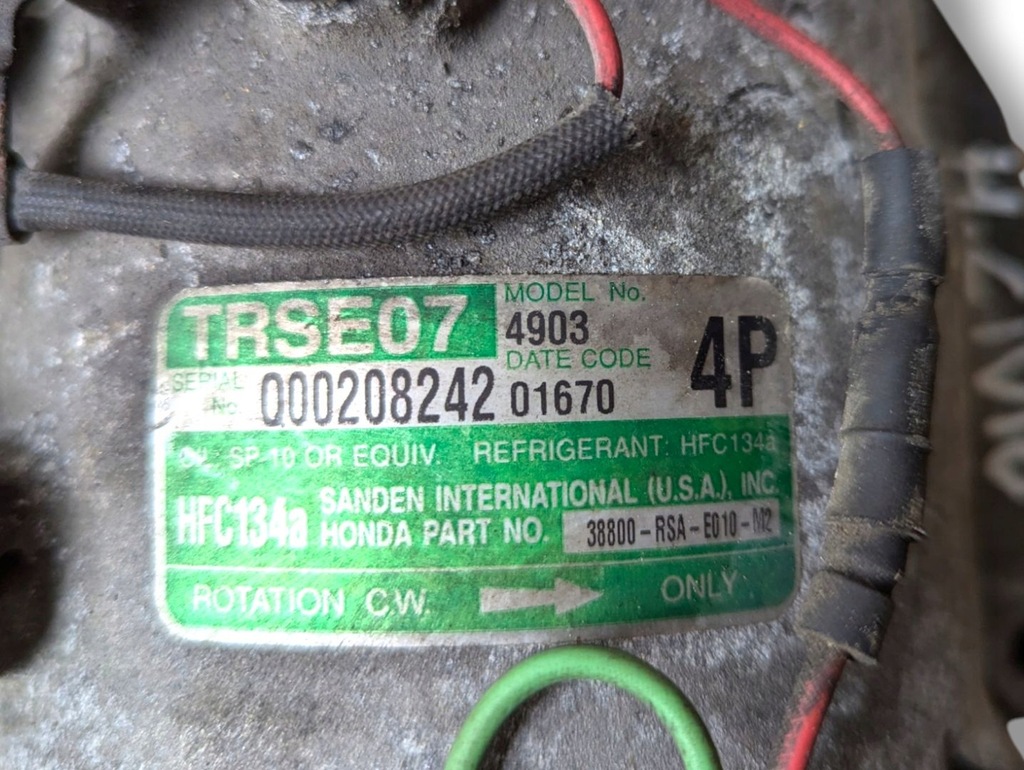 TRSE07
MODEL No.
4903
DATE CODE
01670
4P
SERIAL No.
Q00208242
OIL: SP-10 OR EQUIV. REFRIGERANT: HFC134a
HFC134a
SANDEN INTERNATIONAL (U.S.A.), INC.
HONDA PART NO. 38800-RSA-E010-M2
ROTATION C.W. ONLY